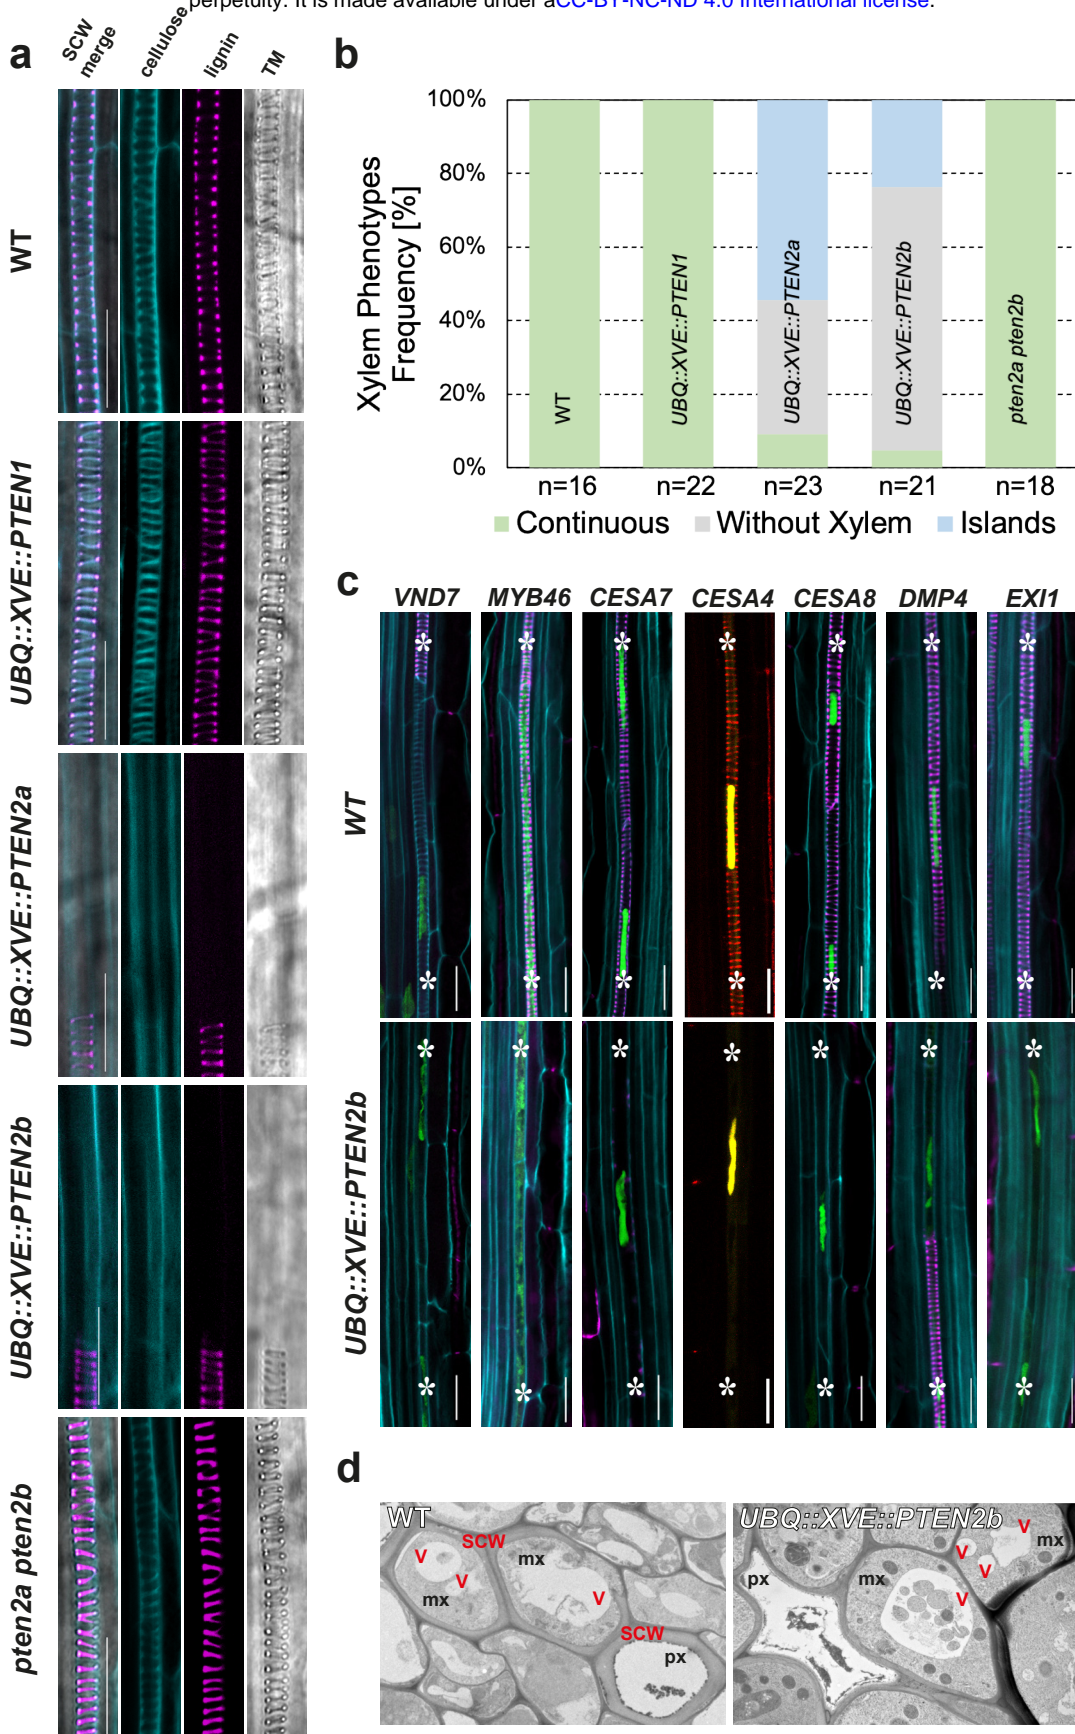 perpetuity. It is made available under aCC-BY-NC-ND 4.0 International license.
a
SCW merge
cellulose
lignin
TM
WT
UBQ::XVE::PTEN1
UBQ::XVE::PTEN2a
UBQ::XVE::PTEN2b
pten2a pten2b
b
Xylem Phenotypes
Frequency [%]
100%
80%
60%
40%
20%
0%
WT
UBQ::XVE::PTEN1
UBQ::XVE::PTEN2a
UBQ::XVE::PTEN2b
pten2a pten2b
n=16 n=22 n=23 n=21 n=18
Continuous Without Xylem Islands
c
VND7 MYB46 CESA7 CESA4 CESA8 DMP4 EXI1
WT
* * * * * * *
* * * * * * *
UBQ::XVE::PTEN2b
* * * * * * *
* * * * * * *
d
WT
V
SCW
mx
V
mx
V
SCW
px
UBQ::XVE::PTEN2b
V
mx
V
V
px
mx
V